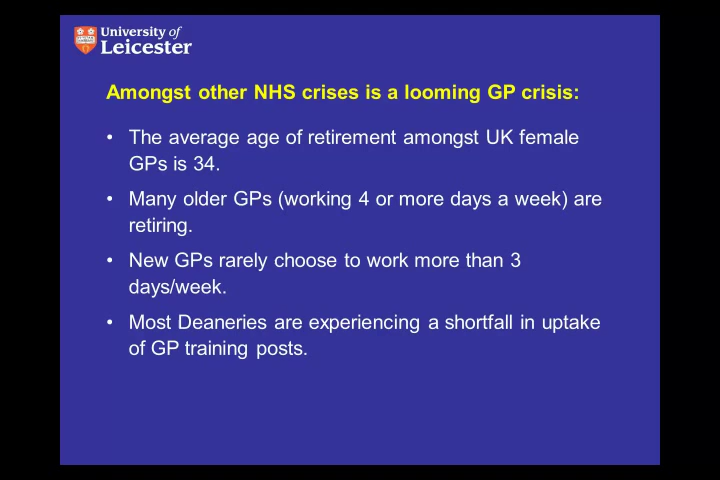 University of
Leicester
Amongst other NHS crises is a looming GP crisis:
• The average age of retirement amongst UK female
GPs is 34.
• Many older GPs (working 4 or more days a week) are
retiring.
• New GPs rarely choose to work more than 3
days/week.
• Most Deaneries are experiencing a shortfall in uptake
of GP training posts.